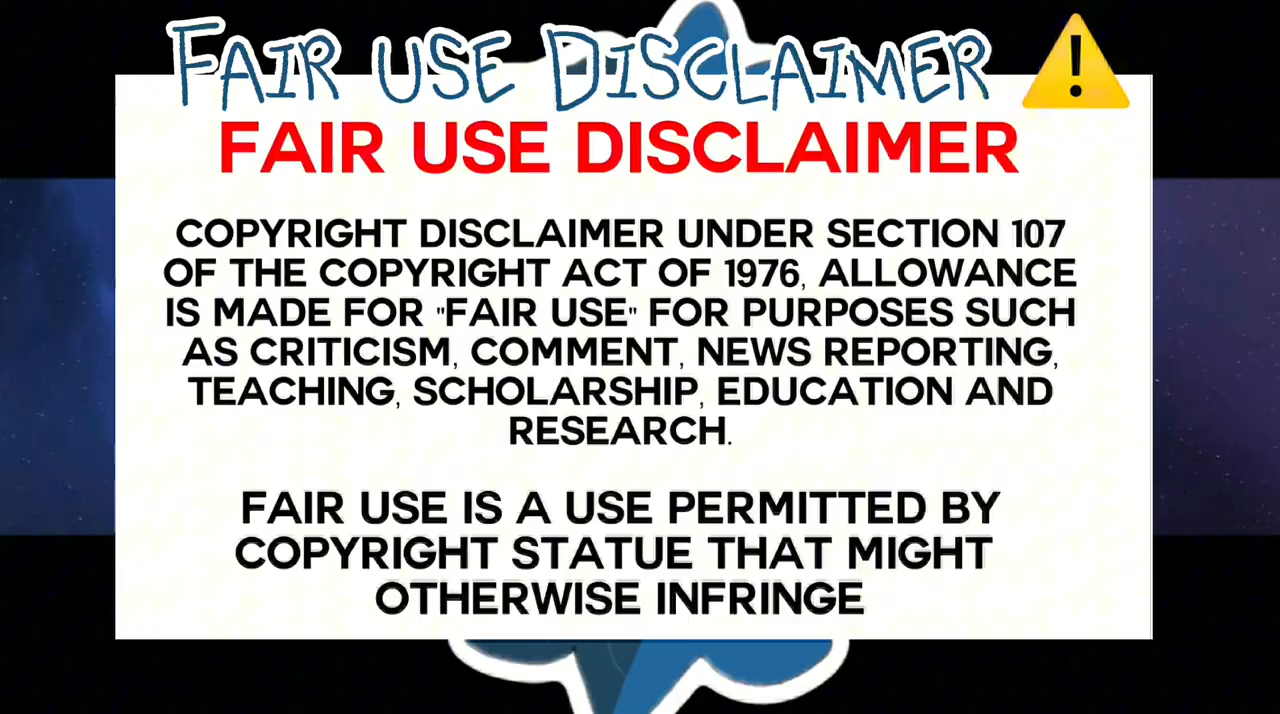 FAIR USE DISCLAIMER
FAIR USE DISCLAIMER
COPYRIGHT DISCLAIMER UNDER SECTION 107
OF THE COPYRIGHT ACT OF 1976, ALLOWANCE
IS MADE FOR "FAIR USE" FOR PURPOSES SUCH
AS CRITICISM, COMMENT, NEWS REPORTING,
TEACHING, SCHOLARSHIP, EDUCATION AND
RESEARCH.
FAIR USE IS A USE PERMITTED BY
COPYRIGHT STATUE THAT MIGHT
OTHERWISE INFRINGE